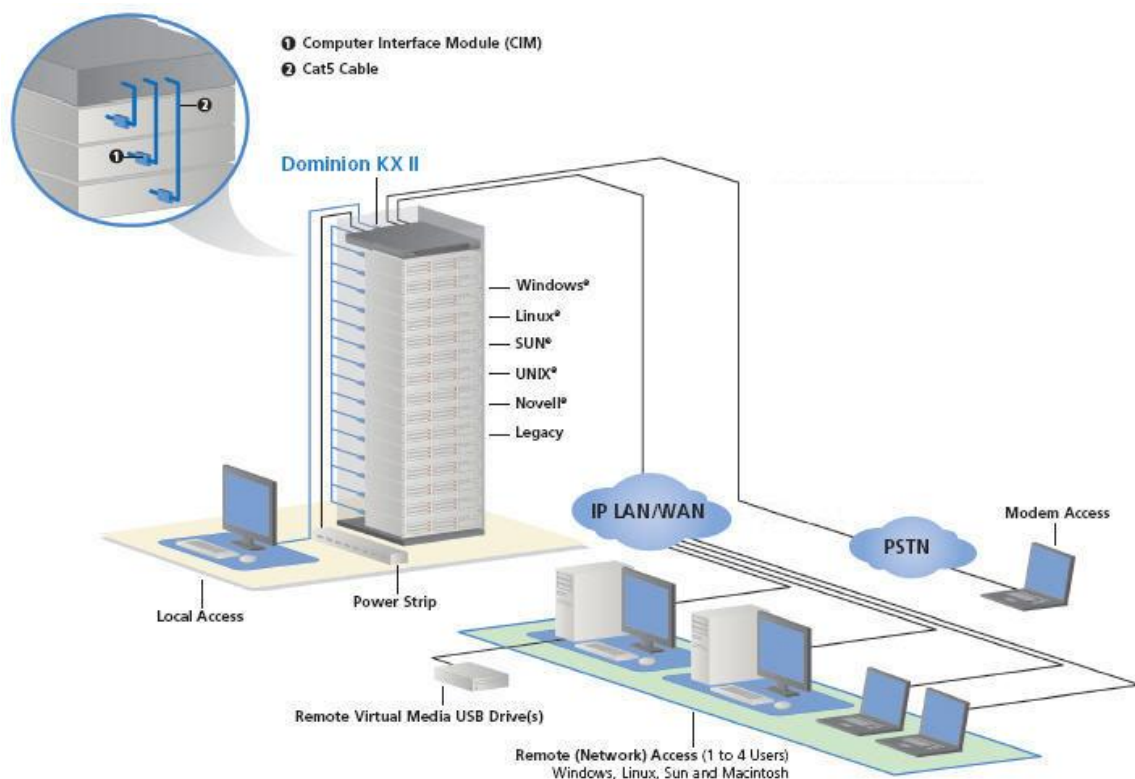 ❶ Computer Interface Module (CIM)
❷ Cat5 Cable
❷
❶
Dominion KX II
Windows®
Linux®
SUN®
UNIX®
Novell®
Legacy
IP LAN/WAN
PSTN
Modem Access
Local Access
Power Strip
Remote Virtual Media USB Drive(s)
Remote (Network) Access (1 to 4 Users)
Windows, Linux, Sun and Macintosh